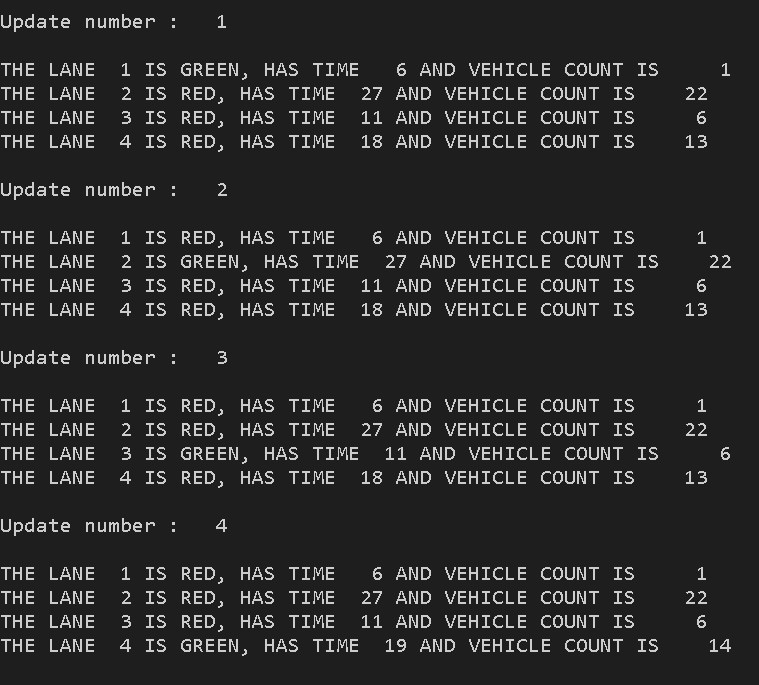 Update number :   1
THE LANE  1 IS GREEN, HAS TIME   6 AND VEHICLE COUNT IS     1
THE LANE  2 IS RED, HAS TIME  27 AND VEHICLE COUNT IS    22
THE LANE  3 IS RED, HAS TIME  11 AND VEHICLE COUNT IS     6
THE LANE  4 IS RED, HAS TIME  18 AND VEHICLE COUNT IS    13
Update number :   2
THE LANE  1 IS RED, HAS TIME   6 AND VEHICLE COUNT IS     1
THE LANE  2 IS GREEN, HAS TIME  27 AND VEHICLE COUNT IS    22
THE LANE  3 IS RED, HAS TIME  11 AND VEHICLE COUNT IS     6
THE LANE  4 IS RED, HAS TIME  18 AND VEHICLE COUNT IS    13
Update number :   3
THE LANE  1 IS RED, HAS TIME   6 AND VEHICLE COUNT IS     1
THE LANE  2 IS RED, HAS TIME  27 AND VEHICLE COUNT IS    22
THE LANE  3 IS GREEN, HAS TIME  11 AND VEHICLE COUNT IS     6
THE LANE  4 IS RED, HAS TIME  18 AND VEHICLE COUNT IS    13
Update number :   4
THE LANE  1 IS RED, HAS TIME   6 AND VEHICLE COUNT IS     1
THE LANE  2 IS RED, HAS TIME  27 AND VEHICLE COUNT IS    22
THE LANE  3 IS RED, HAS TIME  11 AND VEHICLE COUNT IS     6
THE LANE  4 IS GREEN, HAS TIME  19 AND VEHICLE COUNT IS    14